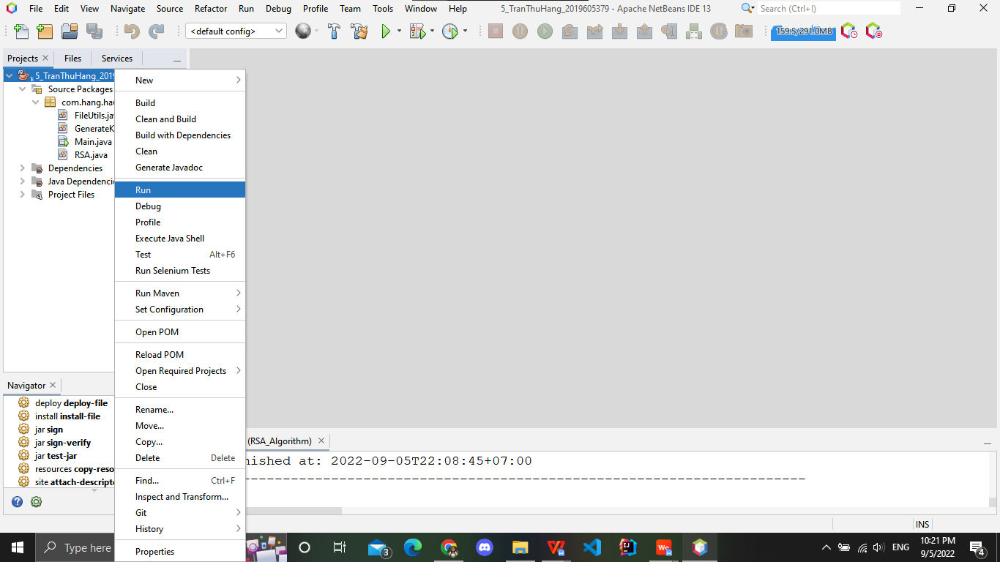 File Edit View Navigate Source Refactor Run Debug Profile Team Tools Window Help 5_TranThuHang_2019605379 - Apache NetBeans IDE 13 Search (Ctrl+I)
<default config> 159.5/291.0MB
Projects Files Services
5_TranThuHang_2019
Source Packages
com.hang.hau
FileUtils.jav
GenerateK
Main.java
RSA.java
Dependencies
Java Dependencie
Project Files
New
Build
Clean and Build
Build with Dependencies
Clean
Generate Javadoc
Run
Debug
Profile
Execute Java Shell
Test Alt+F6
Run Selenium Tests
Run Maven
Set Configuration
Open POM
Reload POM
Open Required Projects
Close
Rename...
Move...
Copy...
Delete Delete
Find... Ctrl+F
Inspect and Transform...
Git
History
Properties
Navigator
deploy deploy-file
install install-file
jar sign
jar sign-verify
jar test-jar
resources copy-reso
site attach-descripto
(RSA_Algorithm)
nished at: 2022-09-05T22:08:45+07:00
------------------------------------------------------------------------
INS
Type here
3
ENG
10:21 PM
9/5/2022
4